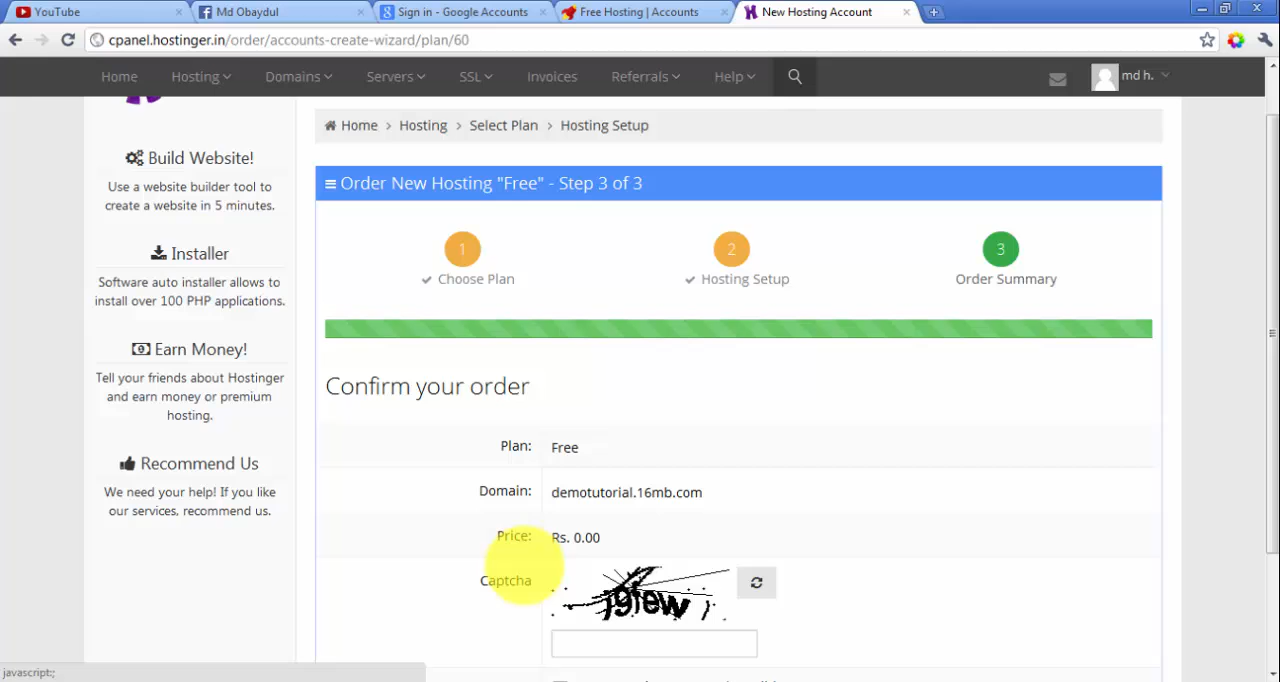 YouTube
Md Obaydul
Sign in - Google Accounts
Free Hosting | Accounts
New Hosting Account
cpanel.hostinger.in/order/accounts-create-wizard/plan/60
Home
Hosting
Domains
Servers
SSL
Invoices
Referrals
Help
md h.
Build Website!
Use a website builder tool to
create a website in 5 minutes.
Installer
Software auto installer allows to
install over 100 PHP applications.
Earn Money!
Tell your friends about Hostinger
and earn money or premium
hosting.
Recommend Us
We need your help! If you like
our services, recommend us.
Home > Hosting > Select Plan > Hosting Setup
Order New Hosting "Free" - Step 3 of 3
1
Choose Plan
2
Hosting Setup
3
Order Summary
Confirm your order
Plan: Free
Domain: demotutorial.16mb.com
Price: Rs. 0.00
Captcha
javascript:;